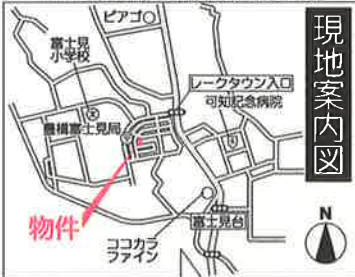 現地案内図
ピアゴ
富士見
小学校
レークタウン入口
可知記念病院
豊橋富士見局
物件
ココカラ
ファイン
富士見台
N